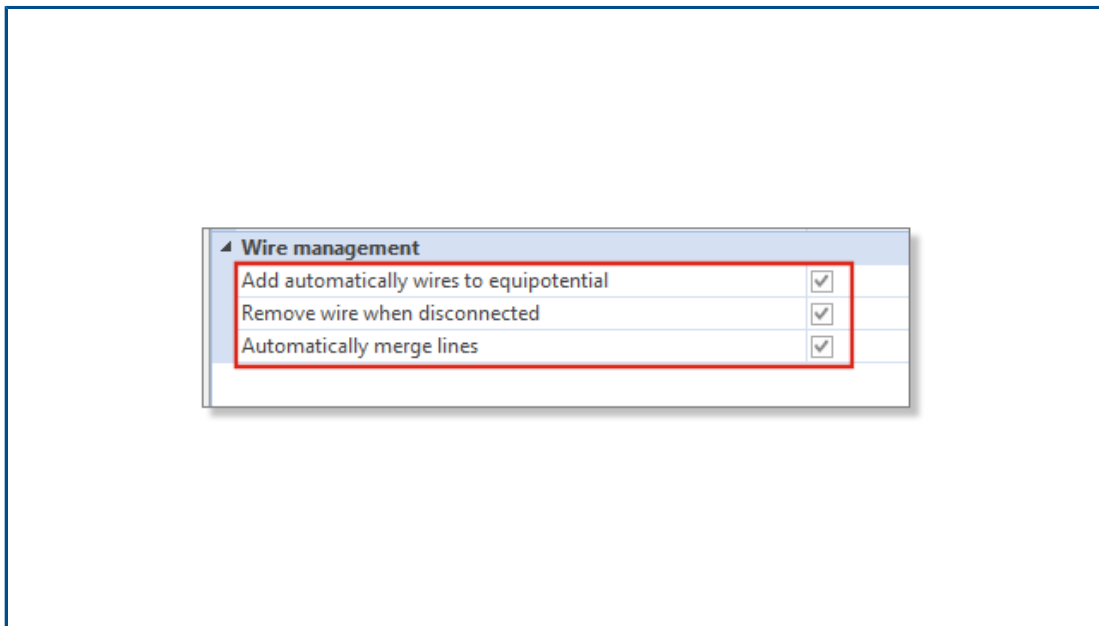 Wire management
Add automatically wires to equipotential
Remove wire when disconnected
Automatically merge lines